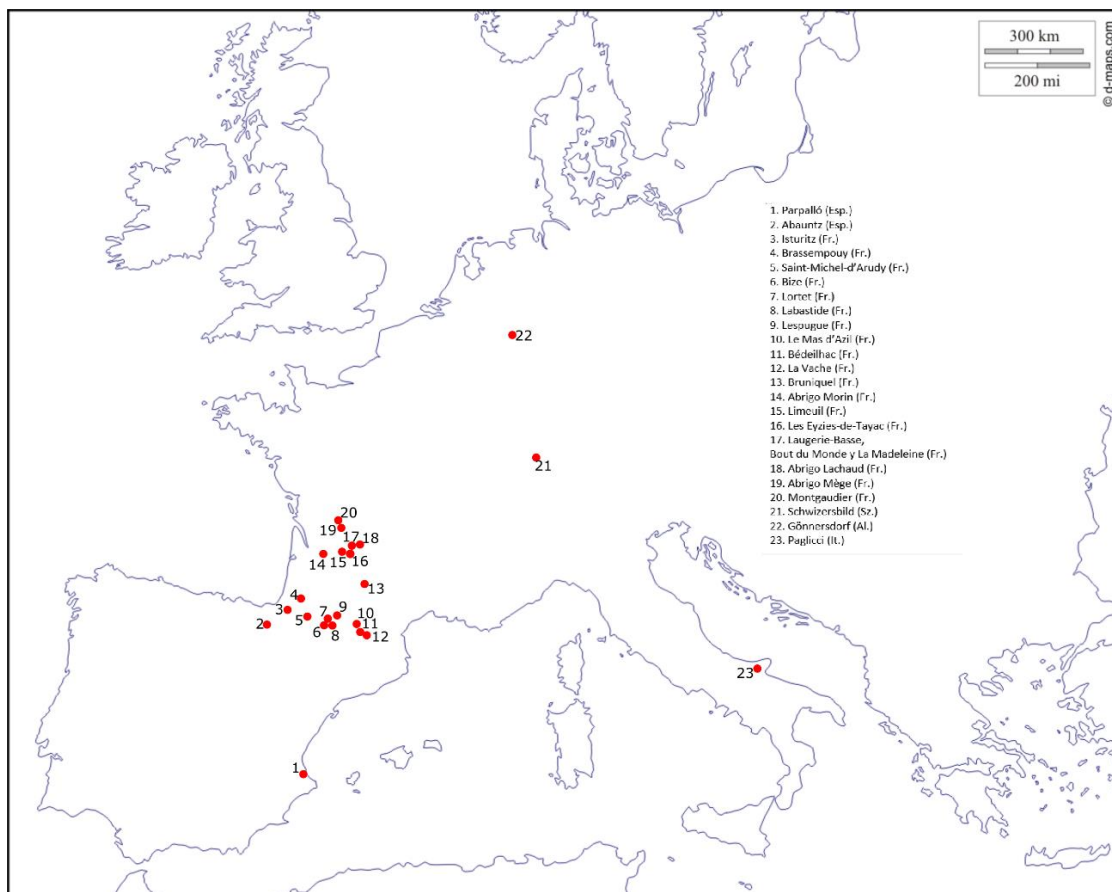 300 km
200 mi
© d-maps.com
1. Parpalló (Esp.)
2. Abauntz (Esp.)
3. Isturitz (Fr.)
4. Brassempouy (Fr.)
5. Saint-Michel-d'Arudy (Fr.)
6. Bize (Fr.)
7. Lortet (Fr.)
8. Labastide (Fr.)
9. Lespugue (Fr.)
10. Le Mas d'Azil (Fr.)
11. Bédeilhac (Fr.)
12. La Vache (Fr.)
13. Bruniquel (Fr.)
14. Abrigo Morin (Fr.)
15. Limeuil (Fr.)
16. Les Eyzies-de-Tayac (Fr.)
17. Laugerie-Basse,
Bout du Monde y La Madeleine (Fr.)
18. Abrigo Lachaud (Fr.)
19. Abrigo Mège (Fr.)
20. Montgaudier (Fr.)
21. Schwizersbild (Sz.)
22. Gönnersdorf (Al.)
23. Paglicci (It.)
22
21
20
19
17 18
14 15 16
13
4
3
9
10
7
5
11
2
6 8
12
23
1